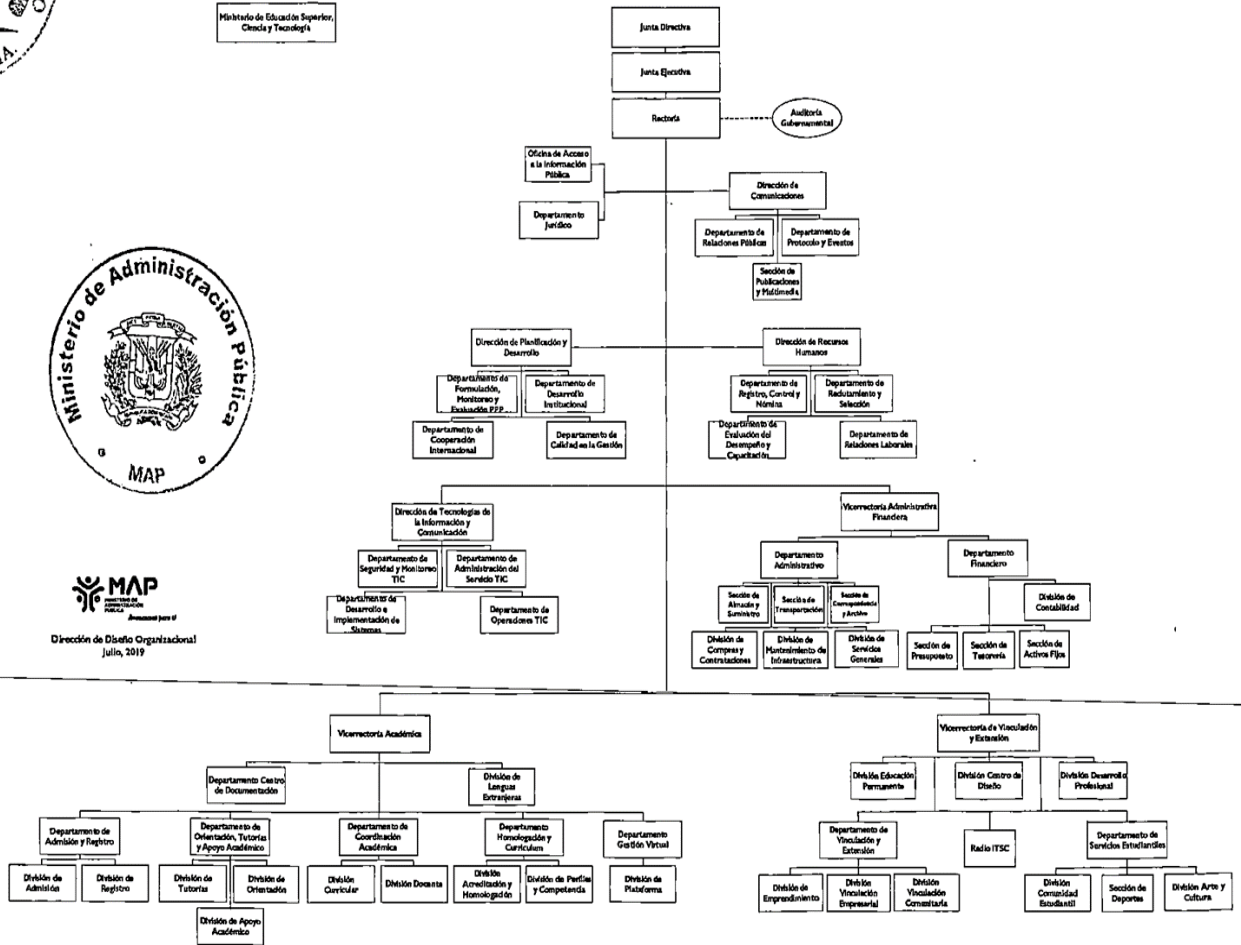 Ministerio de Educación Superior,
Ciencia y Tecnología
Junta Directiva
Junta Ejecutiva
Rectoría
Auditoría
Gubernamental
Oficina de Acceso
a la Información
Pública
Departamento
Jurídico
Dirección de
Comunicaciones
Departamento de
Relaciones Públicas
Departamento de
Protocolo y Eventos
Sección de
Publicaciones
y Multimedia
Ministerio de Administración Pública
MAP
Dirección de Planificación y
Desarrollo
Dirección de Recursos
Humanos
Departamento de
Formulación,
Monitoreo y
Evaluación PPP
Departamento de
Desarrollo
Institucional
Departamento de
Cooperación
Internacional
Departamento de
Calidad en la Gestión
Departamento de
Registro, Control y
Nómina
Departamento de
Reclutamiento y
Selección
Departamento de
Evaluación del
Desempeño y
Capacitación
Departamento de
Relaciones Laborales
Dirección de Tecnologías de
la Información y
Comunicación
Vicerrectoría Administrativa
Financiera
Departamento de
Seguridad y Monitoreo
TIC
Departamento de
Administración del
Servicio TIC
Departamento de
Desarrollo e
Implementación de
Sistemas
Departamento de
Operaciones TIC
Departamento
Administrativo
Departamento
Financiero
Sección de
Almacén y
Suministro
Sección de
Transportación
Sección de
Correspondencia
y Archivo
División de
Contabilidad
División de
Compras y
Contrataciones
División de
Mantenimiento de
Infraestructura
División de
Servicios
Generales
Sección de
Presupuesto
Sección de
Tesorería
Sección de
Activos Fijos
MAP
MINISTERIO DE
ADMINISTRACIÓN
PÚBLICA
Dirección de Diseño Organizacional
Julio, 2019
Vicerrectoría Académica
Vicerrectoría de Vinculación
y Extensión
Departamento Centro
de Documentación
División de
Lenguas
Extranjeras
División Educación
Permanente
División Centro de
Diseño
División Desarrollo
Profesional
Departamento de
Admisión y Registro
Departamento de
Orientación, Tutorías
y Apoyo Académico
Departamento de
Coordinación
Académica
Departamento
Homologación y
Curriculum
Departamento
Gestión Virtual
Departamento de
Vinculación y
Extensión
Radio ITSC
Departamento de
Servicios Estudiantiles
División de
Admisión
División de
Registro
División de
Tutorías
División de
Orientación
División
Curricular
División Docente
División
Acreditación y
Homologación
División de Perfiles
y Competencia
División de
Plataforma
División de
Emprendimiento
División
Vinculación
Empresarial
División
Vinculación
Comunitaria
División
Comunidad
Estudiantil
Sección de
Deportes
División Arte y
Cultura
División de Apoyo
Académico